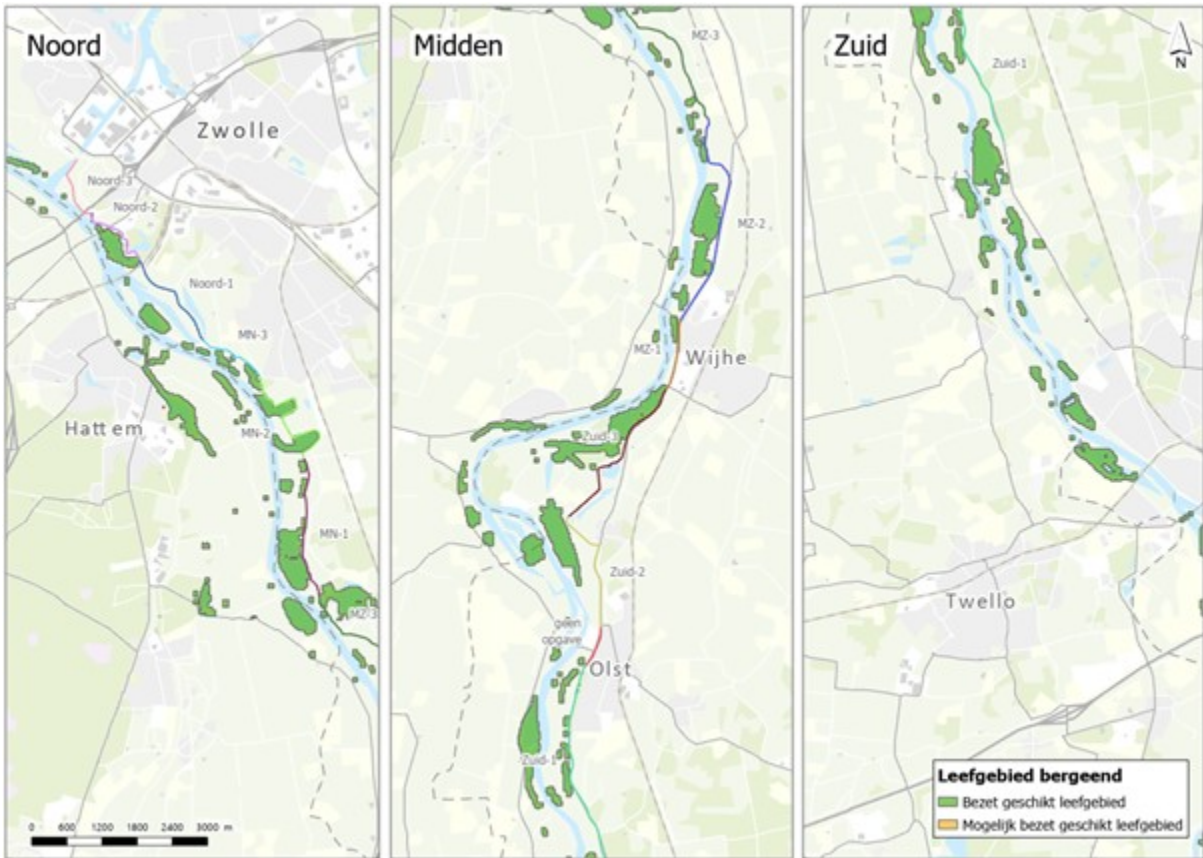 Noord
Zwolle
Noord-3
Noord-2
Noord-1
MN-3
Hattem
MN-2
MN-1
MZ-3
0 600 1200 1800 2400 3000 m
Midden
MZ-3
MZ-2
MZ-1
Wijhe
Zuid-3
Zuid-2
geen
opgave
Olst
Zuid-1
Zuid
N
Zuid-1
Twello
Leefgebied bergeend
Bezet geschikt leefgebied
Mogelijk bezet geschikt leefgebied